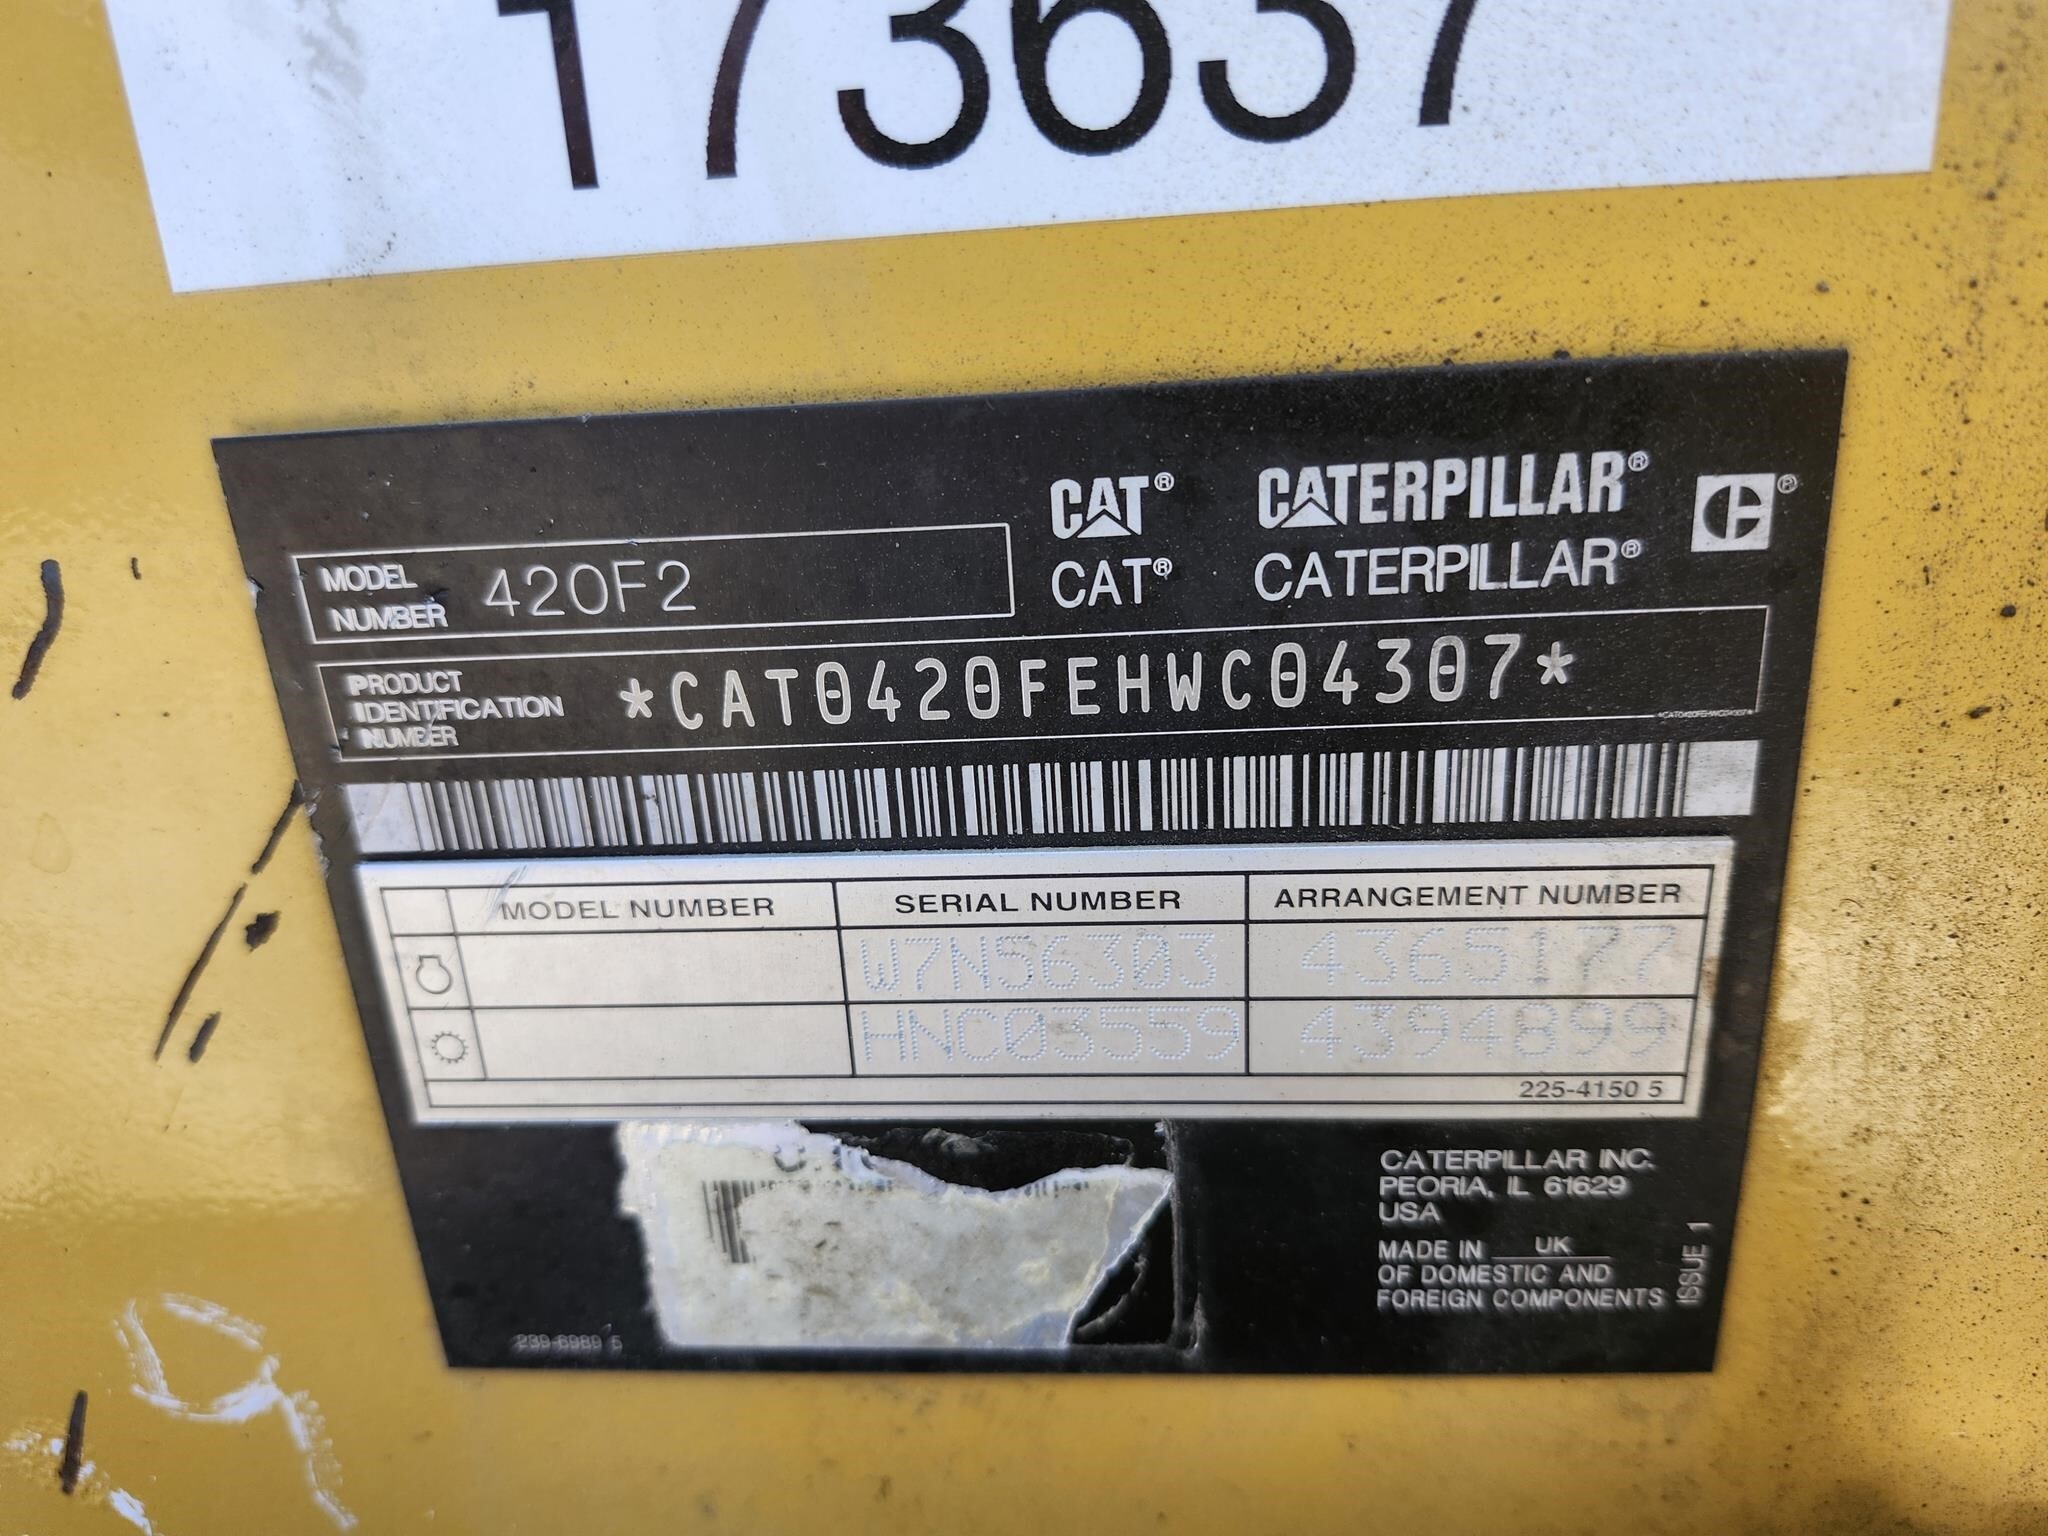 173637
CAT® CATERPILLAR®
CAT® CATERPILLAR®
MODEL
NUMBER 420F2
PRODUCT
IDENTIFICATION
NUMBER
*CAT0420FEHWC04307*
*CAT0420FEHWC04307*
MODEL NUMBER SERIAL NUMBER ARRANGEMENT NUMBER
W7N56303 4365177
HNC03559 4394899
225-4150 5
CATERPILLAR INC.
PEORIA, IL 61629
USA
MADE IN UK
OF DOMESTIC AND
FOREIGN COMPONENTS
ISSUE 1
239-6989 5